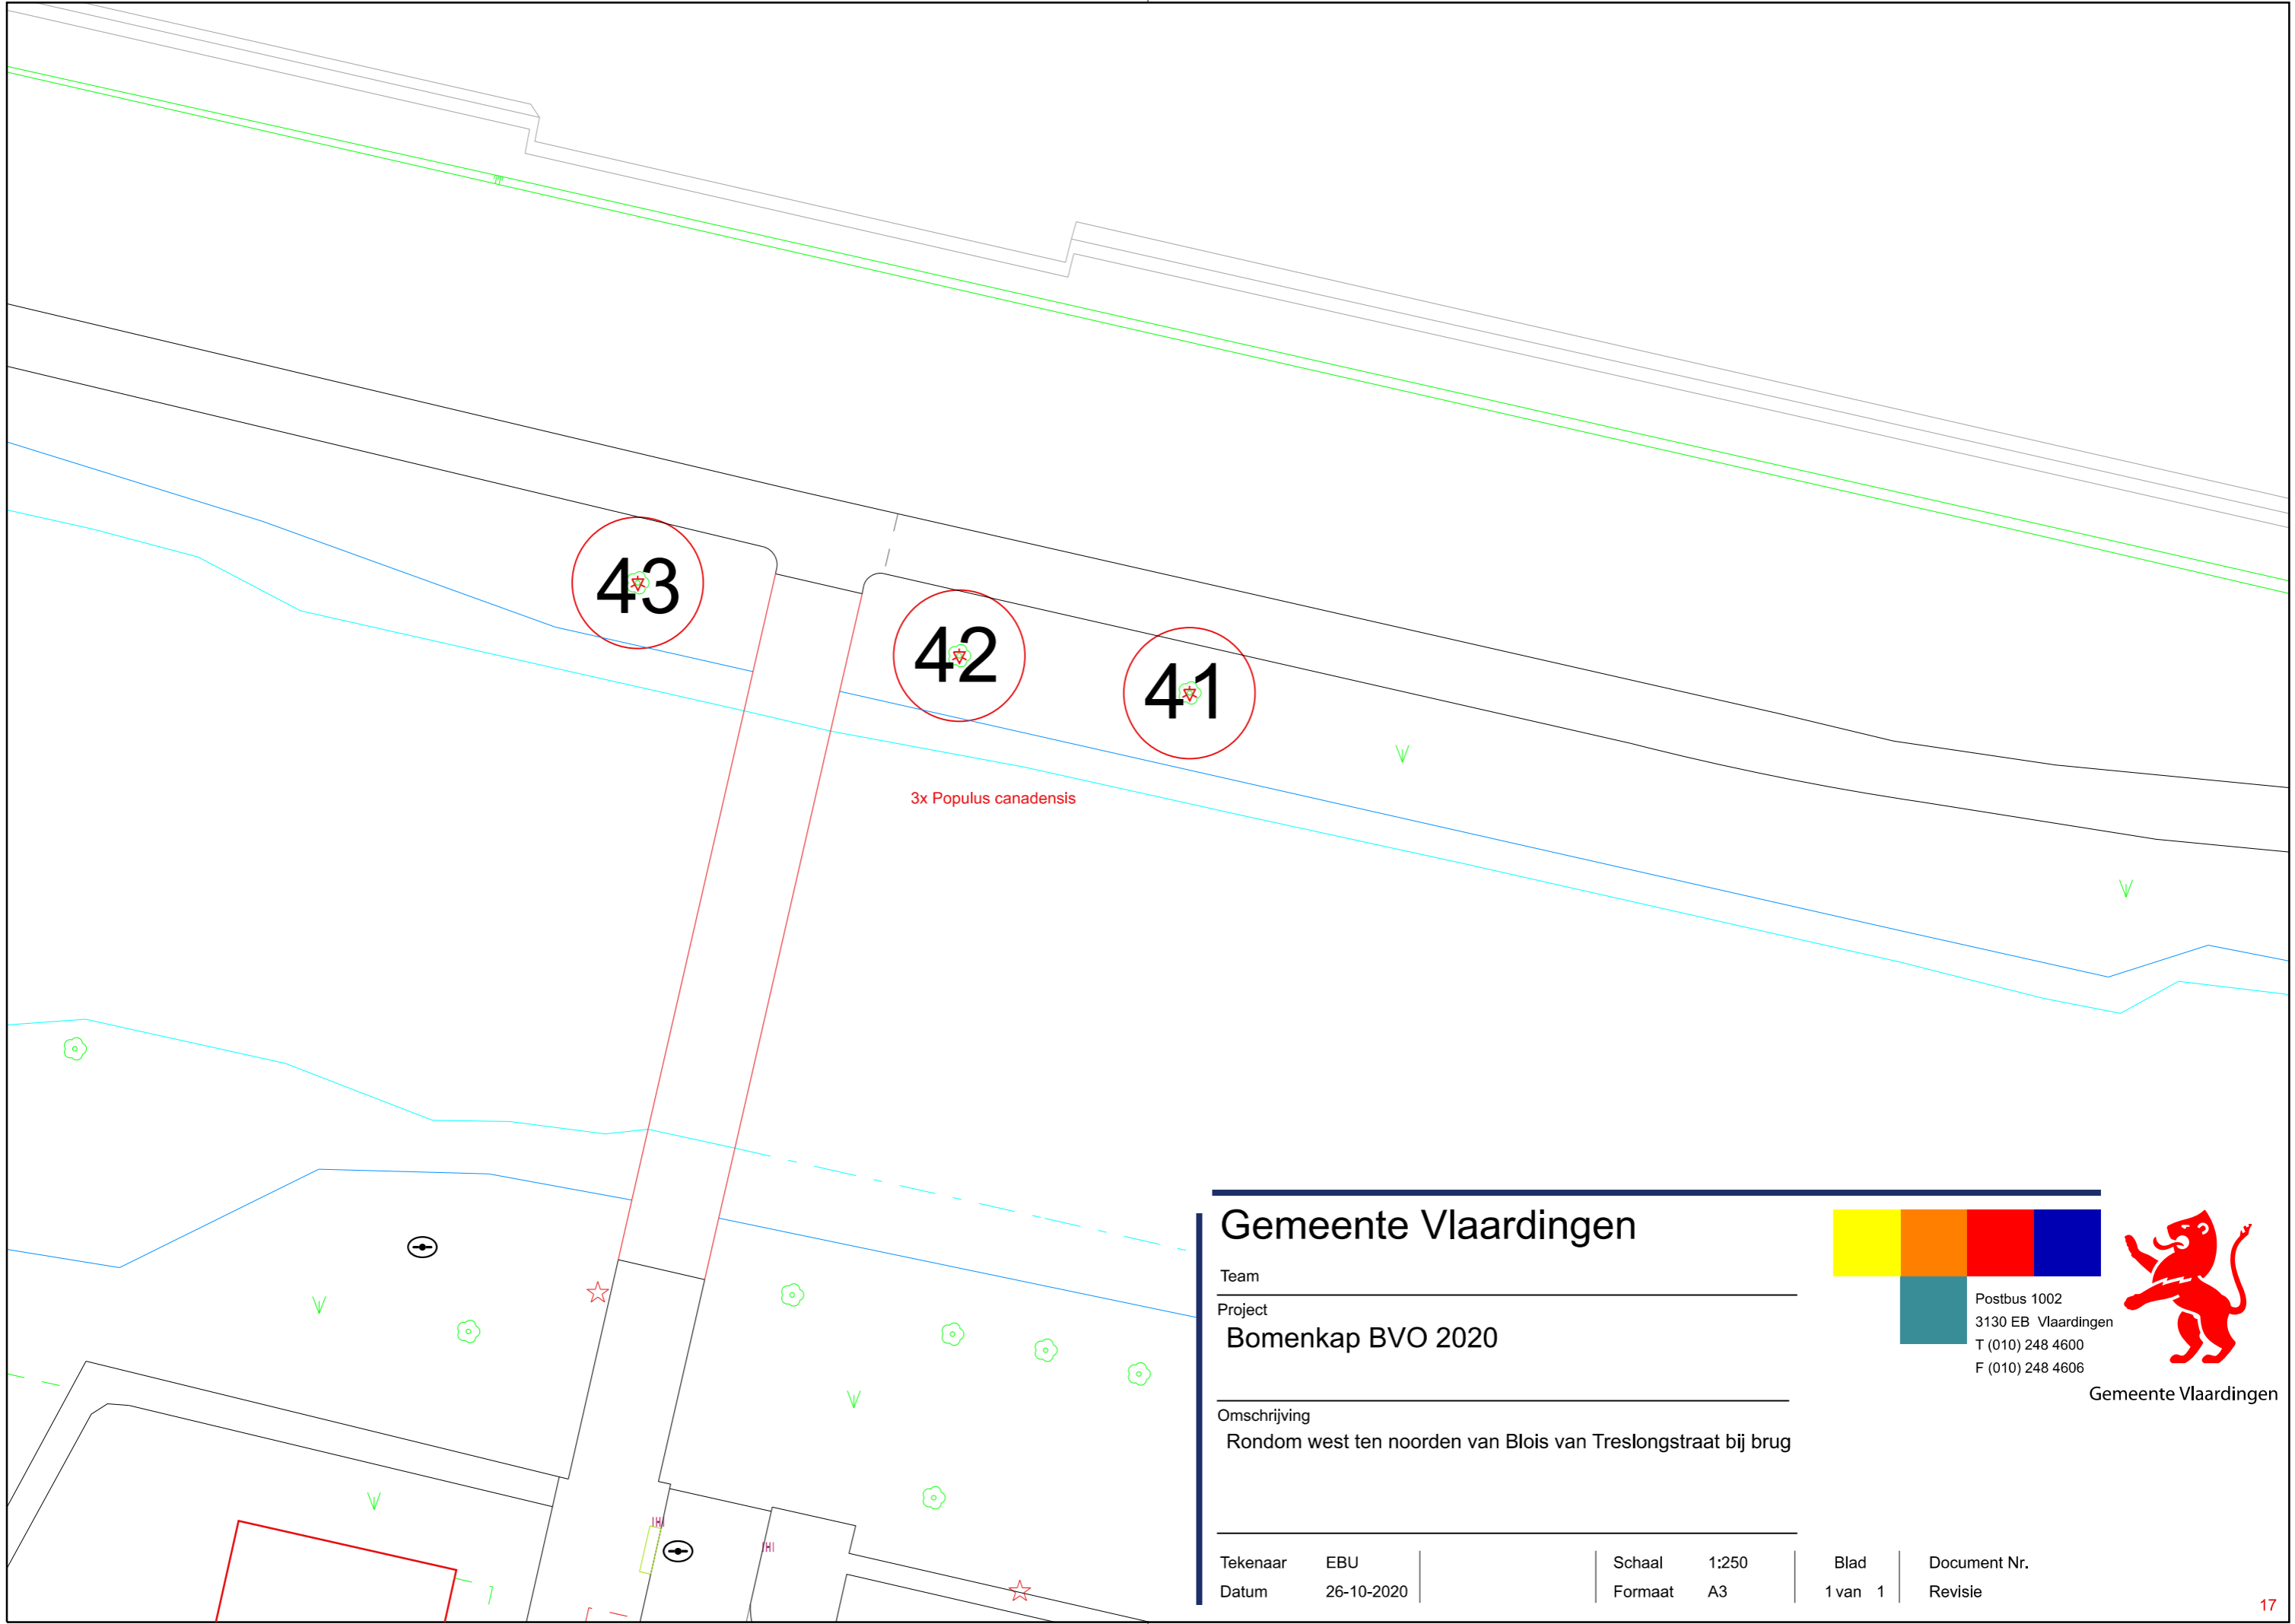 43
42
41
3x Populus canadensis
Gemeente Vlaardingen
Team
Project
Bomenkap BVO 2020
Omschrijving
Rondom west ten noorden van Blois van Treslongstraat bij brug
Postbus 1002
3130 EB Vlaardingen
T (010) 248 4600
F (010) 248 4606
Gemeente Vlaardingen
Tekenaar EBU Schaal 1:250 Blad Document Nr.
Datum 26-10-2020 Formaat A3 1 van 1 Revisie
17